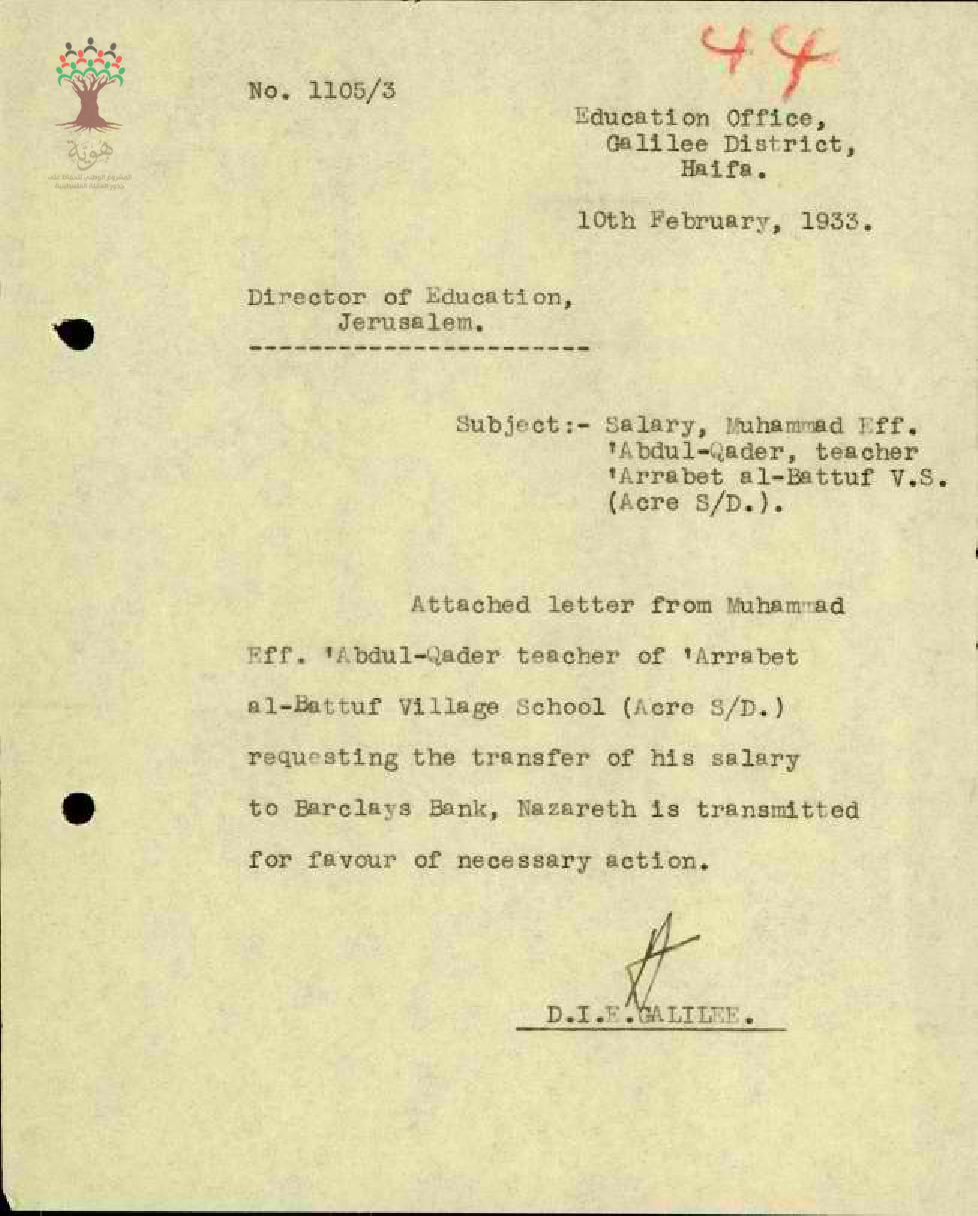 44
No. 1105/3
Education Office,
Galilee District,
Haifa.
10th February, 1933.
Director of Education,
Jerusalem.
-----------------------
Subject:- Salary, Muhammad Eff.
'Abdul-Qader, teacher
'Arrabet al-Battuf V.S.
(Acre S/D.).
Attached letter from Muhammad
Eff. 'Abdul-Qader teacher of 'Arrabet
al-Battuf Village School (Acre S/D.)
requesting the transfer of his salary
to Barclays Bank, Nazareth is transmitted
for favour of necessary action.
D.I.E.GALILEE.
هوية